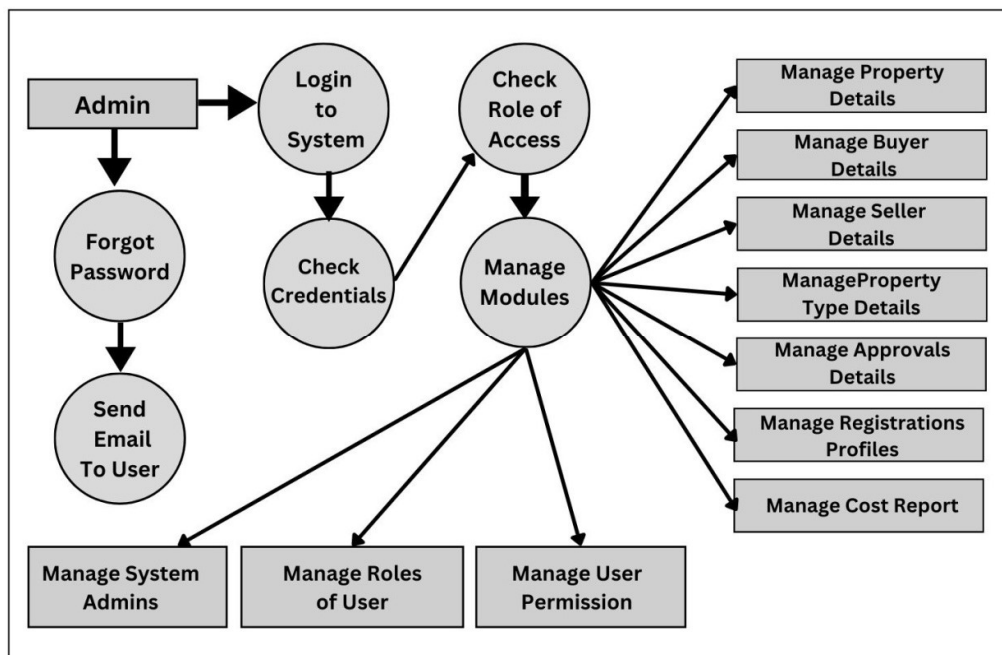 Admin
Login
to
System
Check
Role of
Access
Forgot
Password
Check
Credentials
Manage
Modules
Send
Email
To User
Manage Property
Details
Manage Buyer
Details
Manage Seller
Details
ManageProperty
Type Details
Manage Approvals
Details
Manage Registrations
Profiles
Manage Cost Report
Manage System
Admins
Manage Roles
of User
Manage User
Permission